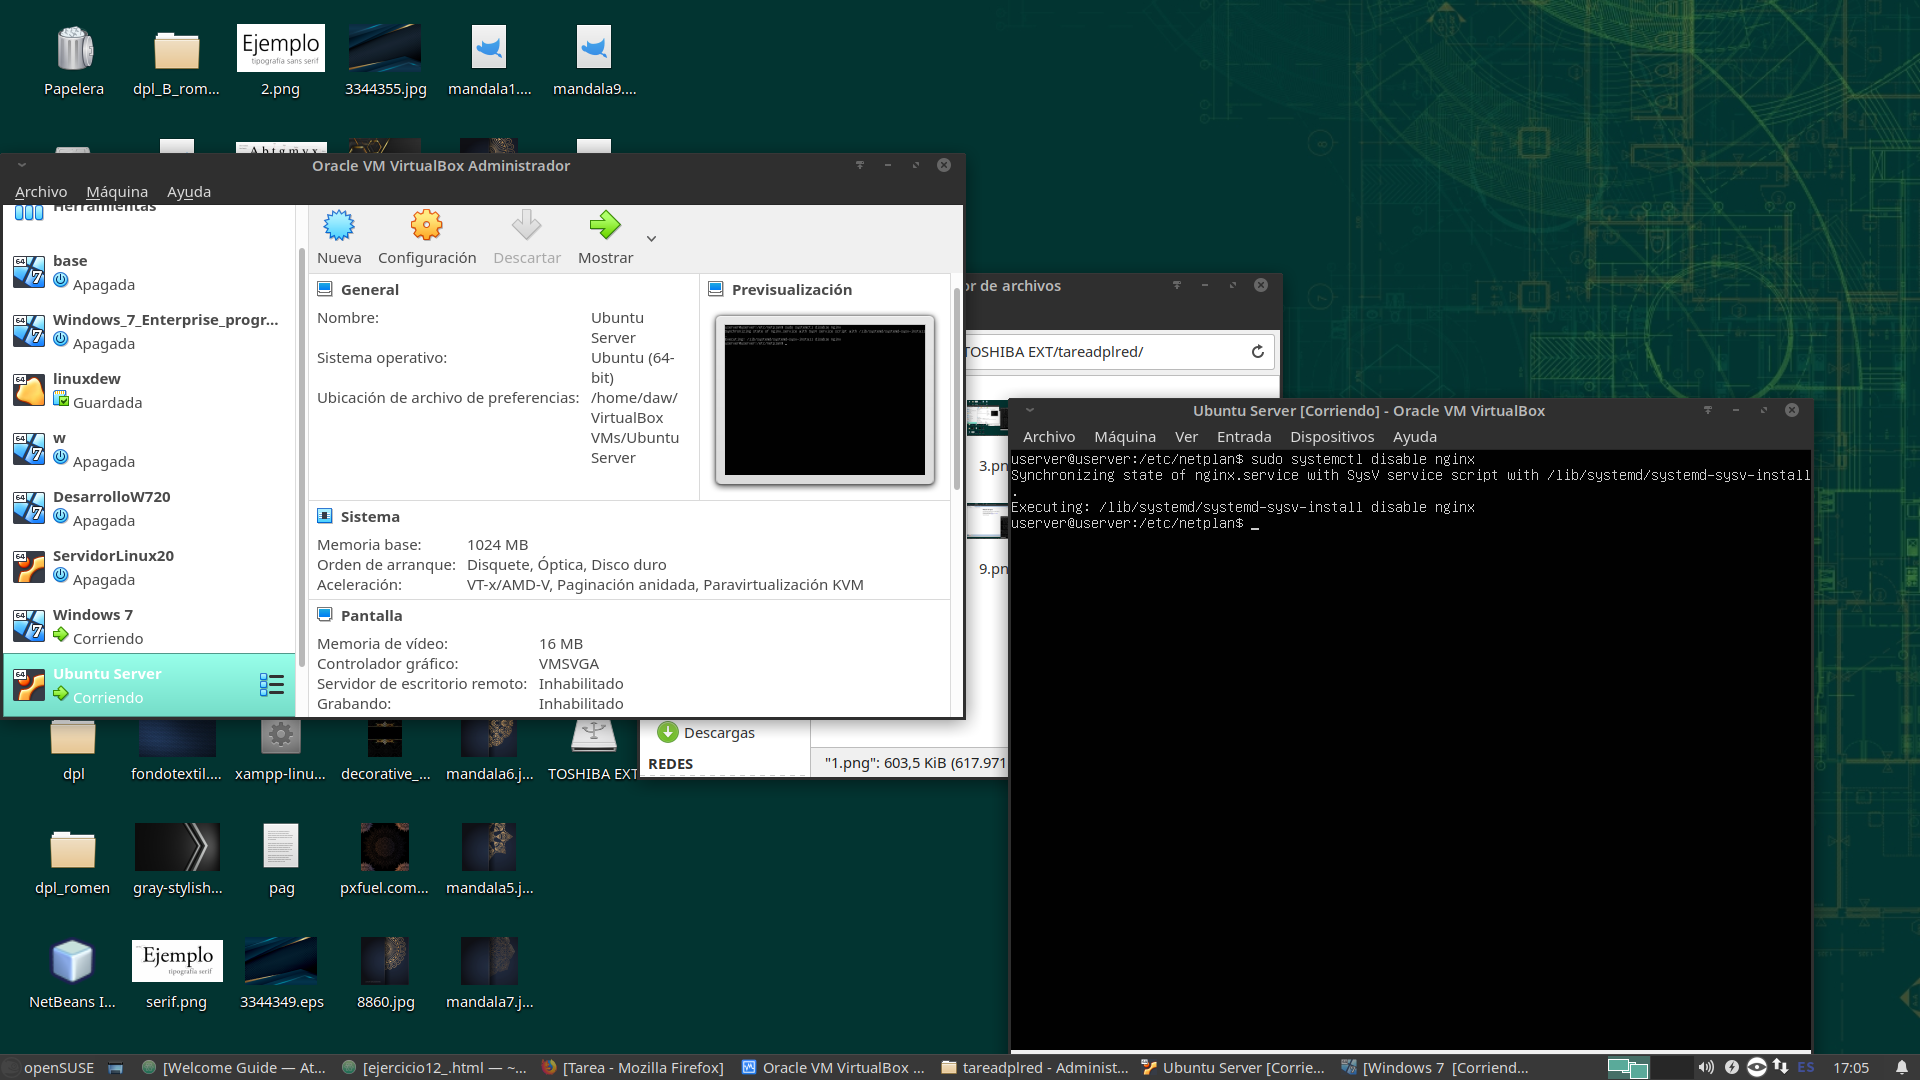 Ejemplo
tipografía sans serif
Papelera
dpl_B_rom...
2.png
3344355.jpg
mandala1....
mandala9....
Oracle VM VirtualBox Administrador
Archivo Máquina Ayuda
Herramientas
base
Apagada
Windows_7_Enterprise_progr...
Apagada
linuxdew
Guardada
w
Apagada
DesarrolloW720
Apagada
ServidorLinux20
Apagada
Windows 7
Corriendo
Ubuntu Server
Corriendo
Nueva
Configuración
Descartar
Mostrar
General
Nombre: Ubuntu Server
Sistema operativo: Ubuntu (64-bit)
Ubicación de archivo de preferencias: /home/daw/VirtualBox VMs/Ubuntu Server
Previsualización
Sistema
Memoria base: 1024 MB
Orden de arranque: Disquete, Óptica, Disco duro
Aceleración: VT-x/AMD-V, Paginación anidada, Paravirtualización KVM
Pantalla
Memoria de vídeo: 16 MB
Controlador gráfico: VMSVGA
Servidor de escritorio remoto: Inhabilitado
Grabando: Inhabilitado
or de archivos
TOSHIBA EXT/tareadplred/
3.pn
9.pn
Descargas
REDES
"1.png": 603,5 KiB (617.971
Ubuntu Server [Corriendo] - Oracle VM VirtualBox
Archivo Máquina Ver Entrada Dispositivos Ayuda
userver@userver:/etc/netplan$ sudo systemctl disable nginx
Synchronizing state of nginx.service with SysV service script with /lib/systemd/systemd-sysv-install
.
Executing: /lib/systemd/systemd-sysv-install disable nginx
userver@userver:/etc/netplan$ _
dpl
fondotextil....
xampp-linu...
decorative_...
mandala6.j...
TOSHIBA EXT
dpl_romen
gray-stylish...
pag
pxfuel.com...
mandala5.j...
Ejemplo
tipografía serif
NetBeans I...
serif.png
3344349.eps
8860.jpg
mandala7.j...
openSUSE
[Welcome Guide — At...
[ejercicio12_.html — ~...
[Tarea - Mozilla Firefox]
Oracle VM VirtualBox ...
tareadplred - Administ...
Ubuntu Server [Corrie...
[Windows 7 [Corriend...
ES
17:05